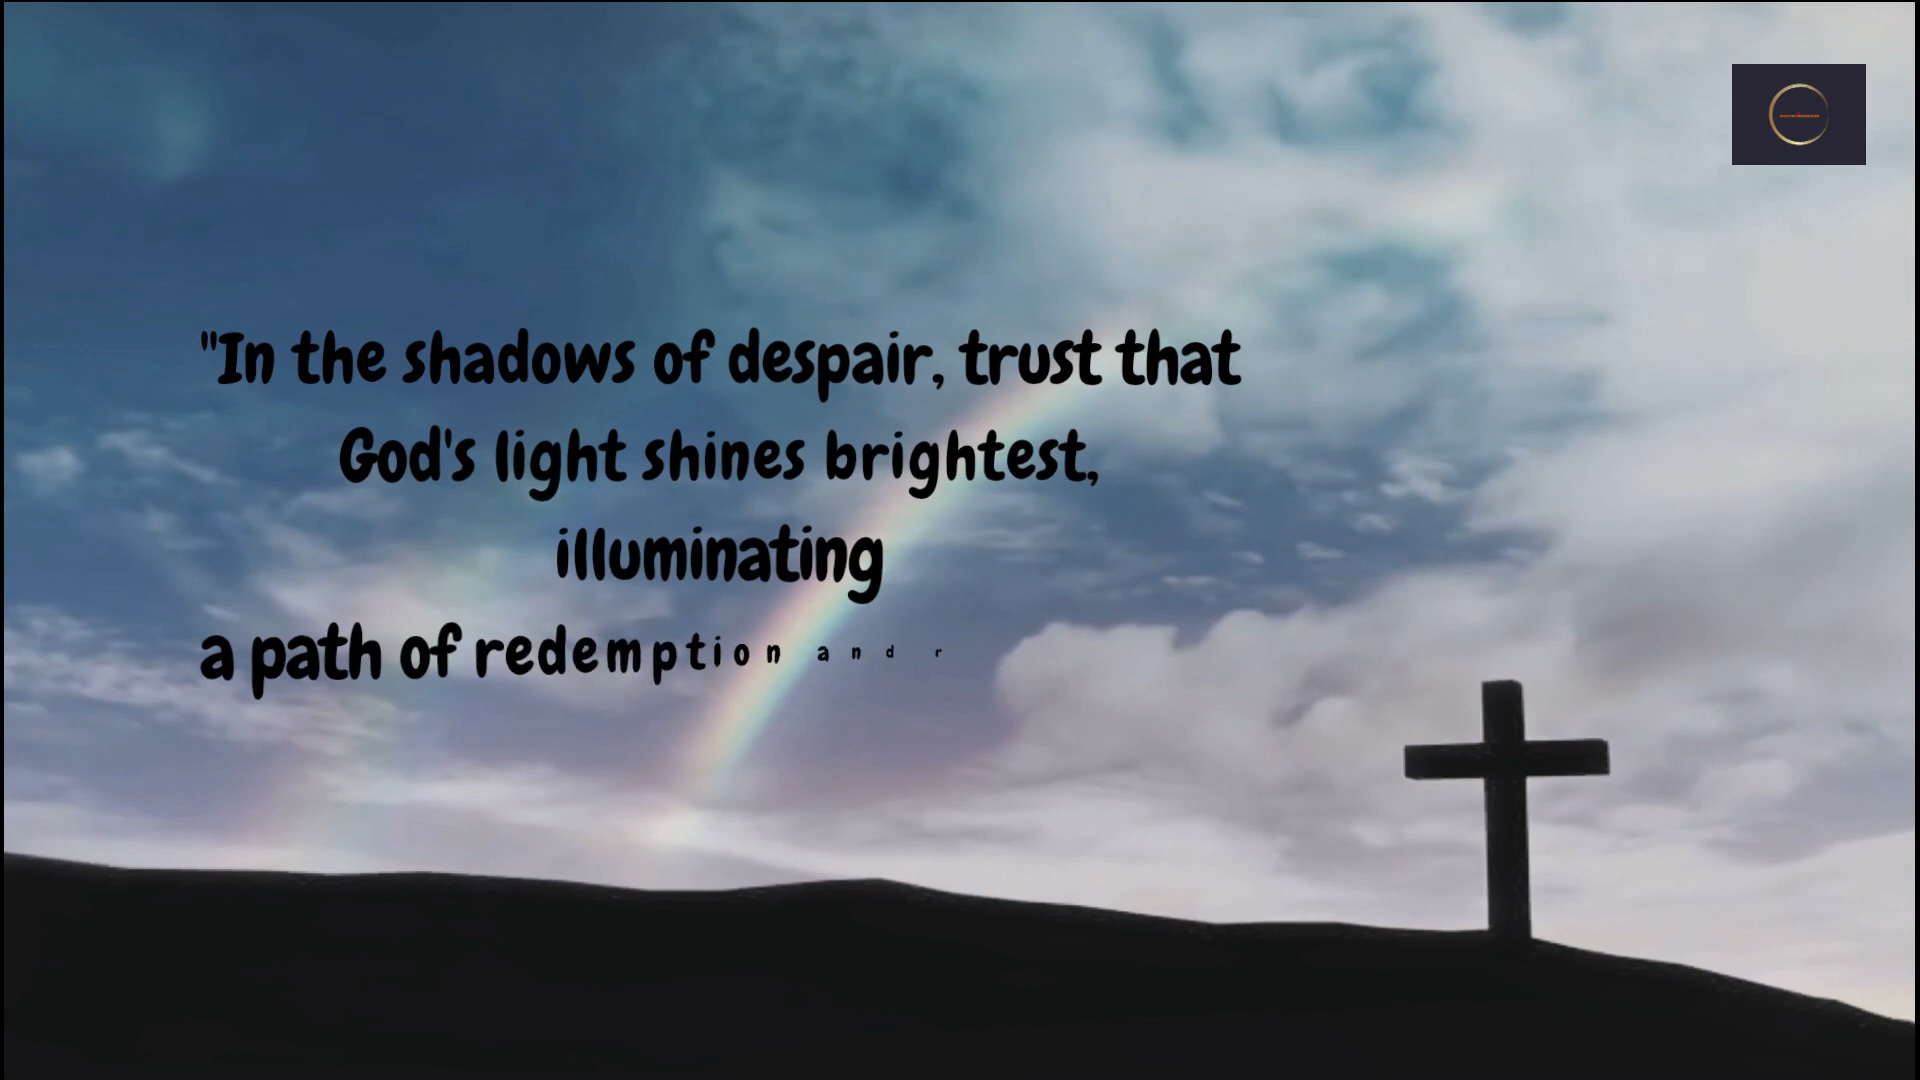 "In the shadows of despair, trust that
God's light shines brightest,
illuminating
a path of redemption and r